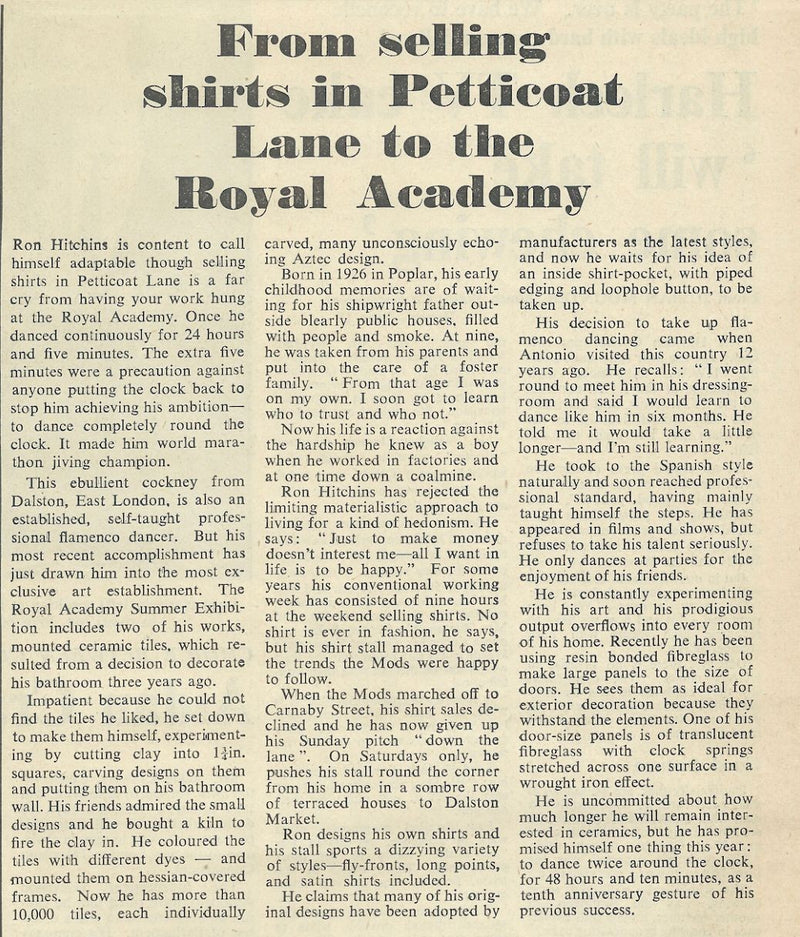 From selling
shirts in Petticoat
Lane to the
Royal Academy
Ron Hitchins is content to call
himself adaptable though selling
shirts in Petticoat Lane is a far
cry from having your work hung
at the Royal Academy. Once he
danced continuously for 24 hours
and five minutes. The extra five
minutes were a precaution against
anyone putting the clock back to
stop him achieving his ambition—
to dance completely round the
clock. It made him world mara-
thon jiving champion.
This ebullient cockney from
Dalston, East London, is also an
established, self-taught profes-
sional flamenco dancer. But his
most recent accomplishment has
just drawn him into the most ex-
clusive art establishment. The
Royal Academy Summer Exhibi-
tion includes two of his works,
mounted ceramic tiles, which re-
sulted from a decision to decorate
his bathroom three years ago.
Impatient because he could not
find the tiles he liked, he set down
to make them himself, experiment-
ing by cutting clay into 1¾in.
squares, carving designs on them
and putting them on his bathroom
wall. His friends admired the small
designs and he bought a kiln to
fire the clay in. He coloured the
tiles with different dyes — and
mounted them on hessian-covered
frames. Now he has more than
10,000 tiles, each individually
carved, many unconsciously echo-
ing Aztec design.
Born in 1926 in Poplar, his early
childhood memories are of wait-
ing for his shipwright father out-
side blearly public houses, filled
with people and smoke. At nine,
he was taken from his parents and
put into the care of a foster
family. "From that age I was
on my own. I soon got to learn
who to trust and who not."
Now his life is a reaction against
the hardship he knew as a boy
when he worked in factories and
at one time down a coalmine.
Ron Hitchins has rejected the
limiting materialistic approach to
living for a kind of hedonism. He
says: "Just to make money
doesn't interest me—all I want in
life is to be happy." For some
years his conventional working
week has consisted of nine hours
at the weekend selling shirts. No
shirt is ever in fashion, he says,
but his shirt stall managed to set
the trends the Mods were happy
to follow.
When the Mods marched off to
Carnaby Street, his shirt sales de-
clined and he has now given up
his Sunday pitch "down the
lane". On Saturdays only, he
pushes his stall round the corner
from his home in a sombre row
of terraced houses to Dalston
Market.
Ron designs his own shirts and
his stall sports a dizzying variety
of styles—fly-fronts, long points,
and satin shirts included.
He claims that many of his orig-
inal designs have been adopted by
manufacturers as the latest styles,
and now he waits for his idea of
an inside shirt-pocket, with piped
edging and loophole button, to be
taken up.
His decision to take up fla-
menco dancing came when
Antonio visited this country 12
years ago. He recalls: "I went
round to meet him in his dressing-
room and said I would learn to
dance like him in six months. He
told me it would take a little
longer—and I'm still learning."
He took to the Spanish style
naturally and soon reached profes-
sional standard, having mainly
taught himself the steps. He has
appeared in films and shows, but
refuses to take his talent seriously.
He only dances at parties for the
enjoyment of his friends.
He is constantly experimenting
with his art and his prodigious
output overflows into every room
of his home. Recently he has been
using resin bonded fibreglass to
make large panels to the size of
doors. He sees them as ideal for
exterior decoration because they
withstand the elements. One of his
door-size panels is of translucent
fibreglass with clock springs
stretched across one surface in a
wrought iron effect.
He is uncommitted about how
much longer he will remain inter-
ested in ceramics, but he has pro-
mised himself one thing this year:
to dance twice around the clock,
for 48 hours and ten minutes, as a
tenth anniversary gesture of his
previous success.